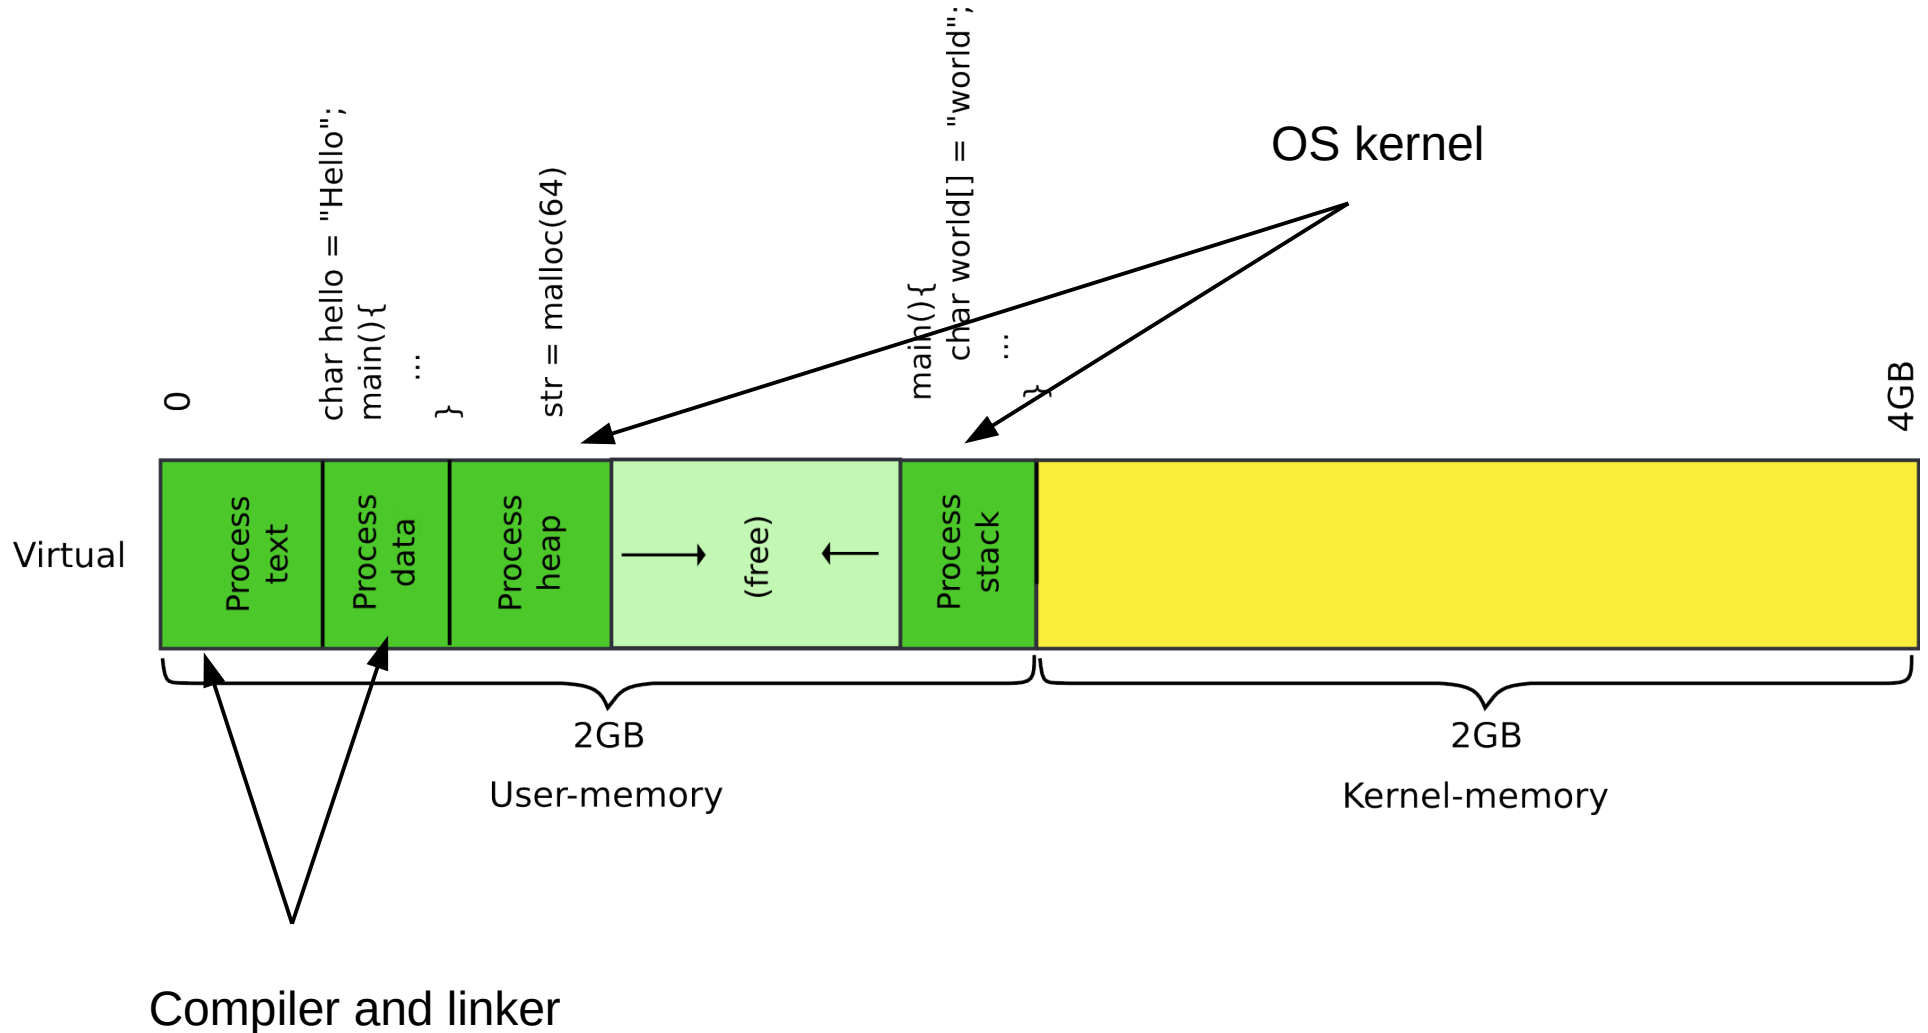 char hello = "Hello";
main(){
...
}
str = malloc(64)
main(){
char world[] = "world";
...
}
OS kernel
0
4GB
Virtual
Process
text
Process
data
Process
heap
(free)
Process
stack
2GB
2GB
User-memory
Kernel-memory
Compiler and linker